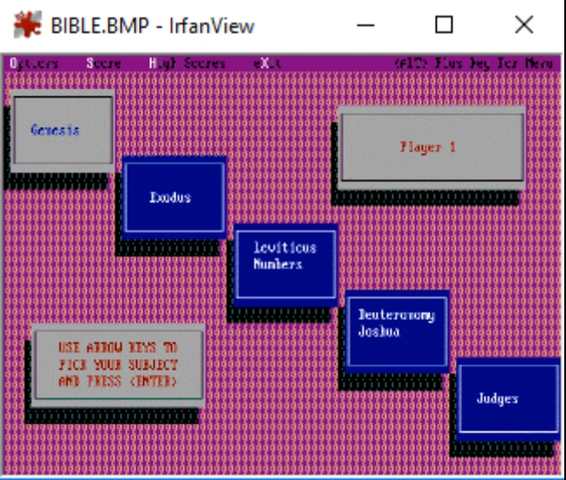 BIBLE.BMP - IrfanView
Options Score High Scores eXit <ALT> Plus key for Menu
Genesis
Player 1
Exodus
Leviticus
Numbers
Deuteronomy
Joshua
USE ARROW KEYS TO
PICK YOUR SUBJECT
AND PRESS <ENTER>
Judges